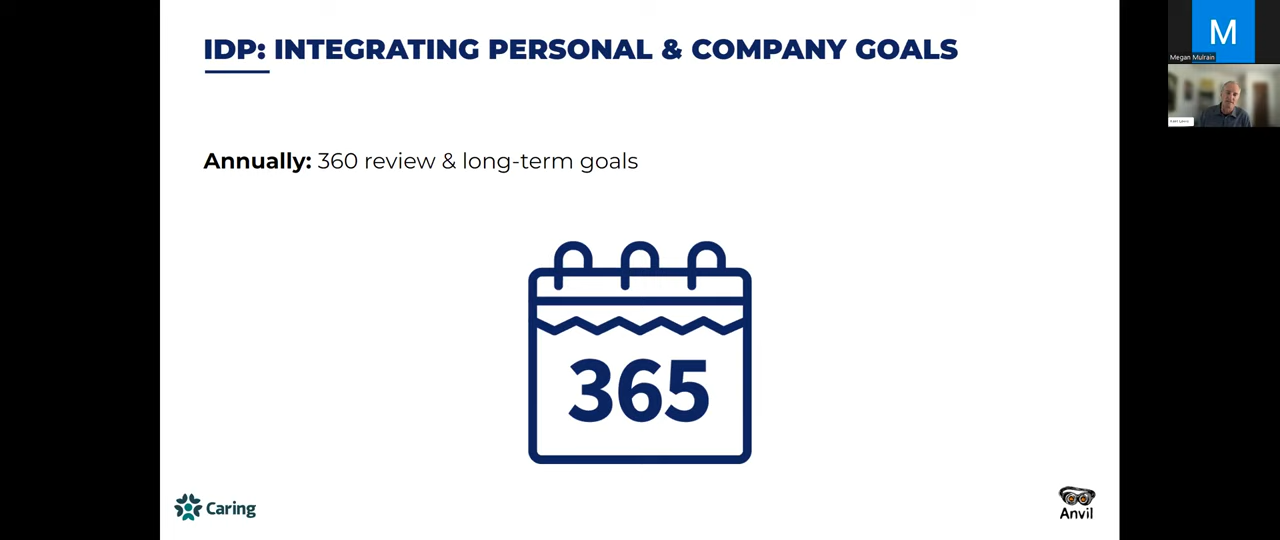 IDP: INTEGRATING PERSONAL & COMPANY GOALS
Annually: 360 review & long-term goals
365
Caring
Anvil
M
Megan Mulrain